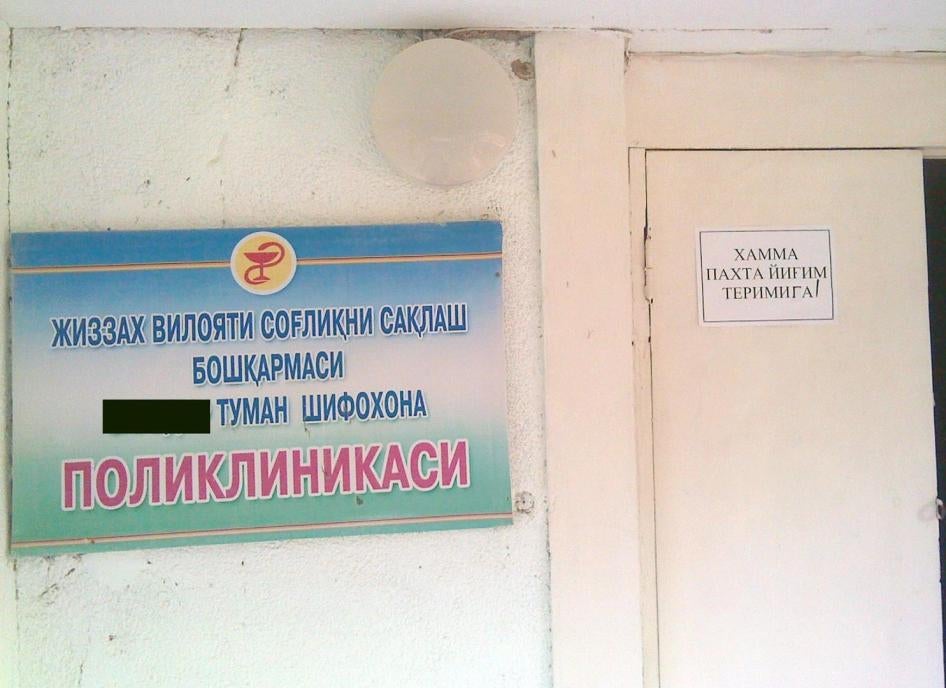 ЖИЗЗАХ ВИЛОЯТИ СОҒЛИҚНИ САҚЛАШ
БОШҚАРМАСИ
ТУМАН ШИФОХОНА
ПОЛИКЛИНИКАСИ
ХАММА
ПАХТА ЙИҒИМ
ТЕРИМИГА!